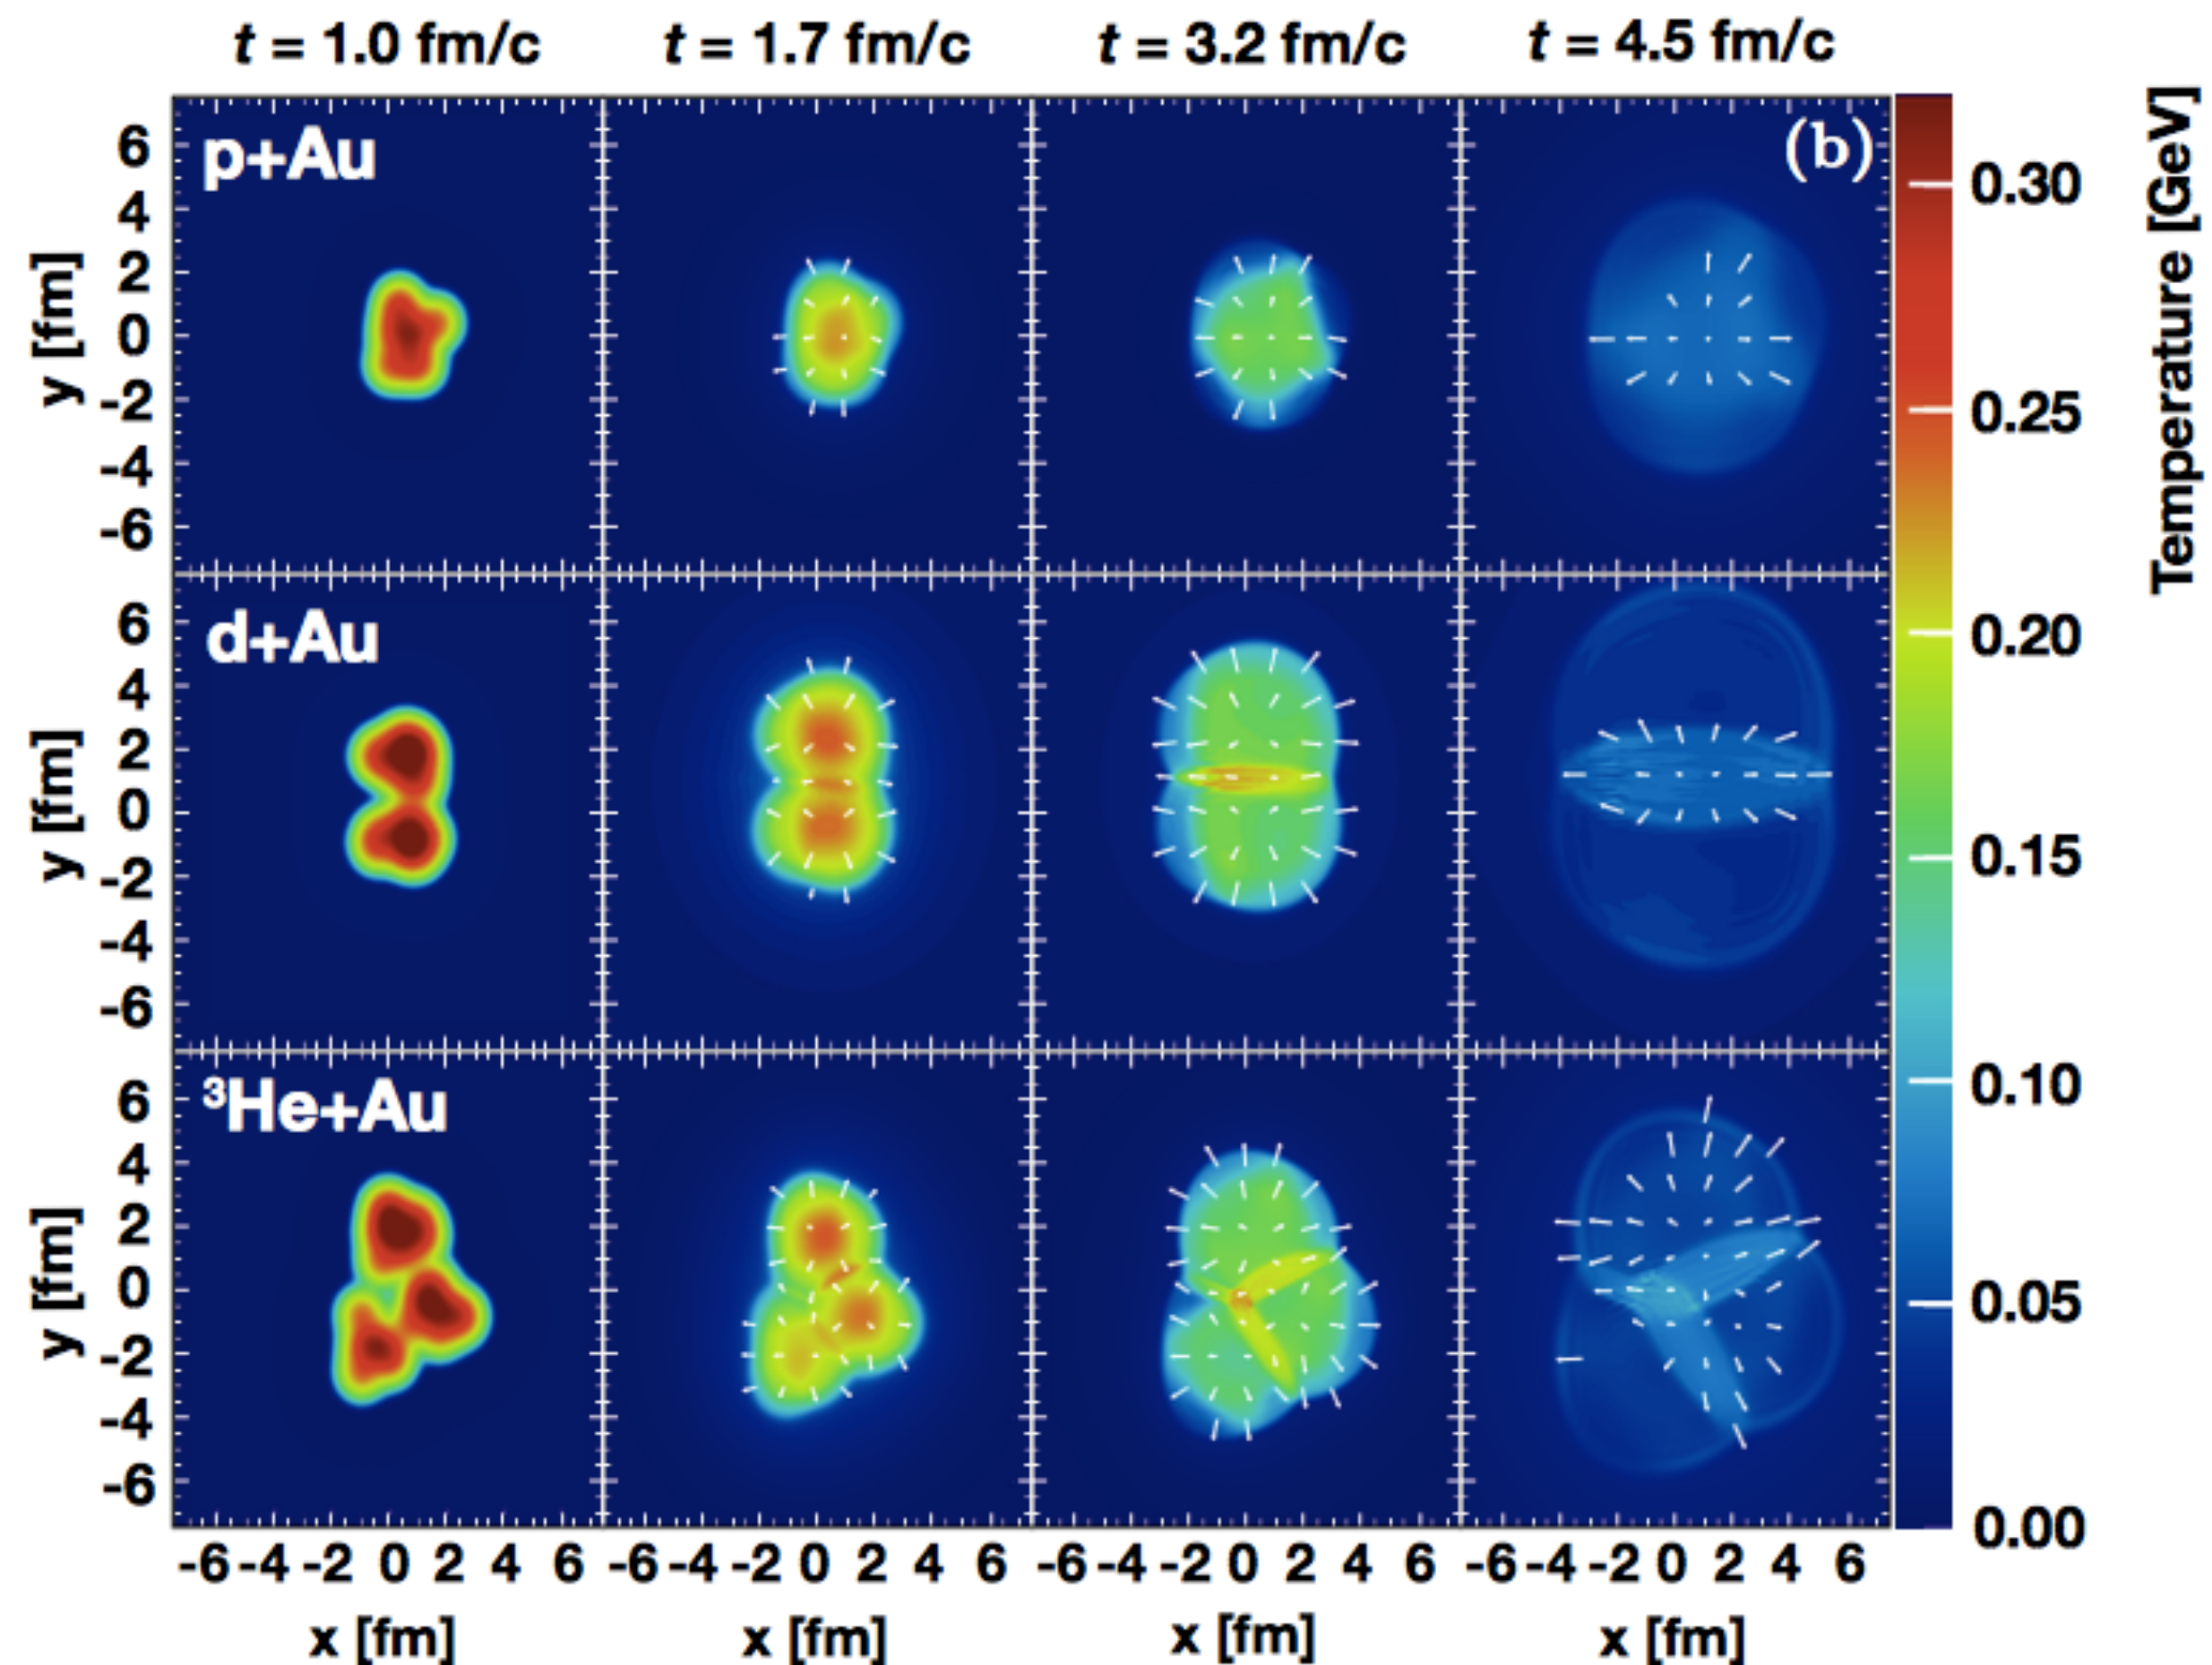 t = 1.0 fm/c t = 1.7 fm/c t = 3.2 fm/c t = 4.5 fm/c
p+Au
(b)
d+Au
³He+Au
y [fm]
6
4
2
0
-2
-4
-6
y [fm]
6
4
2
0
-2
-4
-6
y [fm]
6
4
2
0
-2
-4
-6
-6 -4 -2 0 2 4 6 -6 -4 -2 0 2 4 6 -6 -4 -2 0 2 4 6 -6 -4 -2 0 2 4 6
x [fm] x [fm] x [fm] x [fm]
0.30
0.25
0.20
0.15
0.10
0.05
0.00
Temperature [GeV]